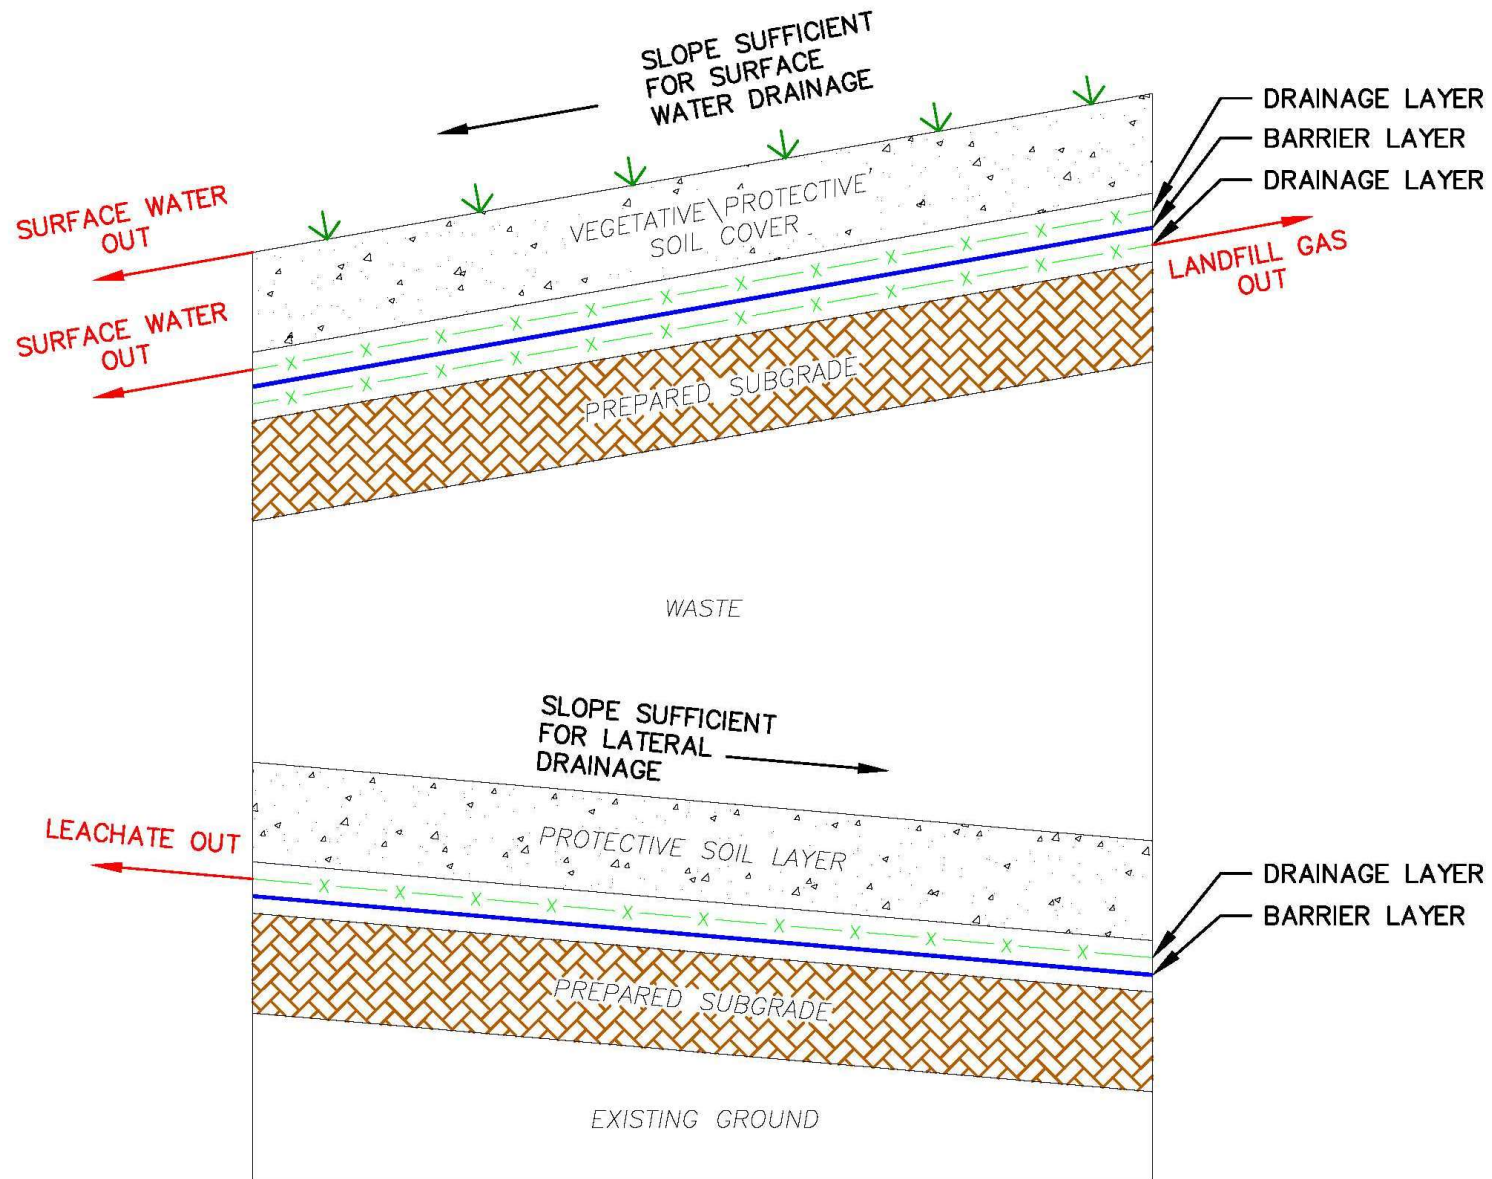 SLOPE SUFFICIENT
FOR SURFACE
WATER DRAINAGE
DRAINAGE LAYER
BARRIER LAYER
DRAINAGE LAYER
SURFACE WATER
OUT
VEGETATIVE\PROTECTIVE'
SOIL COVER
LANDFILL GAS
OUT
SURFACE WATER
OUT
PREPARED SUBGRADE
WASTE
SLOPE SUFFICIENT
FOR LATERAL
DRAINAGE
LEACHATE OUT
PROTECTIVE SOIL LAYER
DRAINAGE LAYER
BARRIER LAYER
PREPARED SUBGRADE
EXISTING GROUND